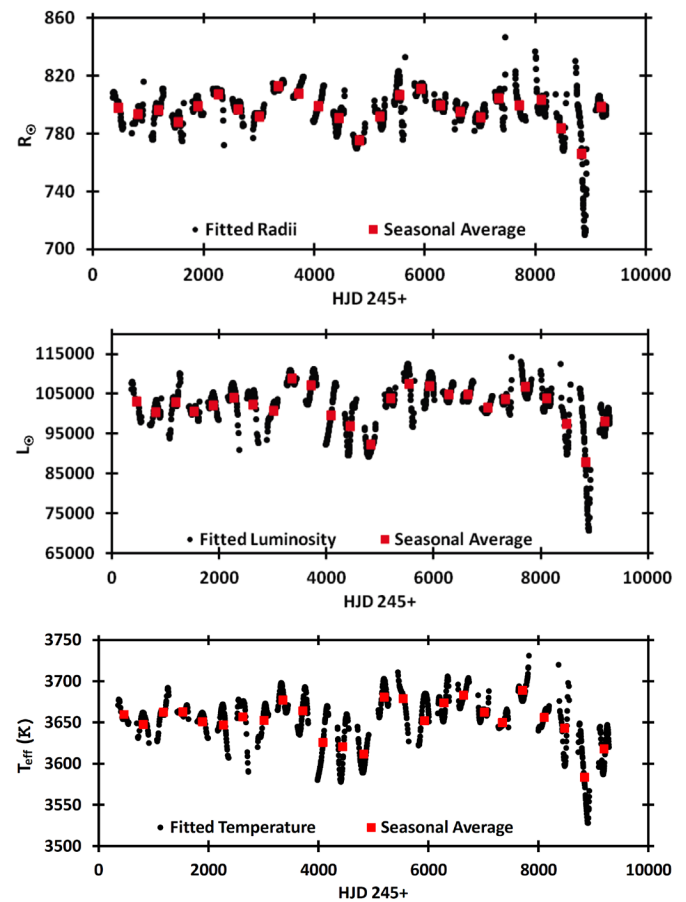 860
820
780
740
700
R⊙
Fitted Radii
Seasonal Average
0
2000
4000
6000
8000
10000
HJD 245+
115000
105000
95000
85000
75000
65000
L⊙
Fitted Luminosity
Seasonal Average
0
2000
4000
6000
8000
10000
HJD 245+
3750
3700
3650
3600
3550
3500
Teff (K)
Fitted Temperature
Seasonal Average
0
2000
4000
6000
8000
10000
HJD 245+